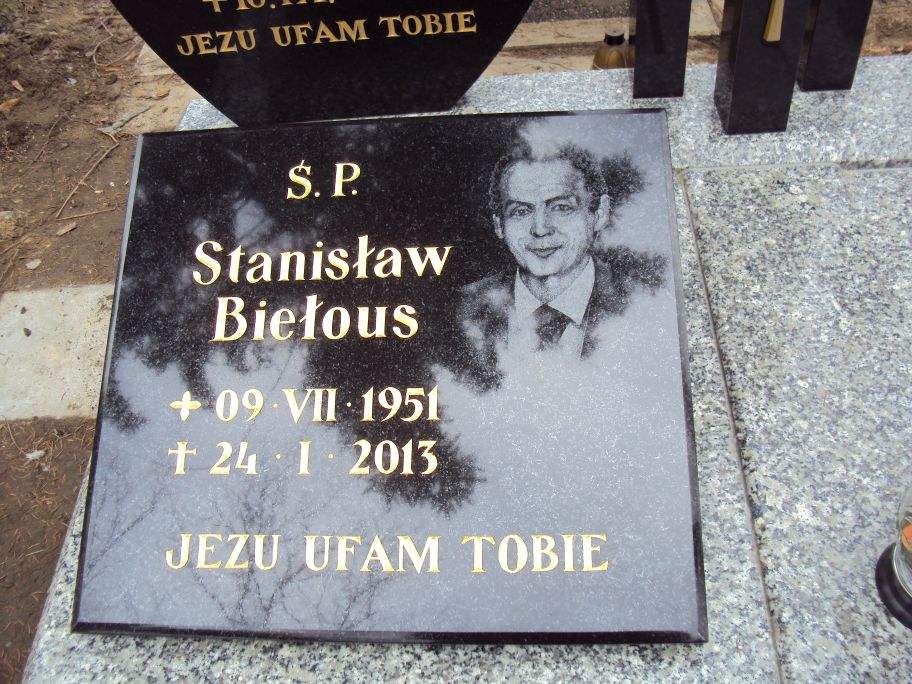 JEZU UFAM TOBIE
Ś. P.
Stanisław
Biełous
09 · VII · 1951
† 24 · I · 2013
JEZU UFAM TOBIE